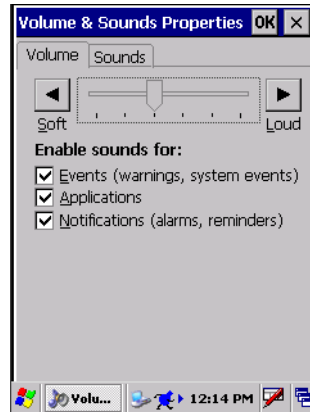 Volume & Sounds Properties OK ×
Volume Sounds
Soft Loud
Enable sounds for:
Events (warnings, system events)
Applications
Notifications (alarms, reminders)
Volu... 12:14 PM